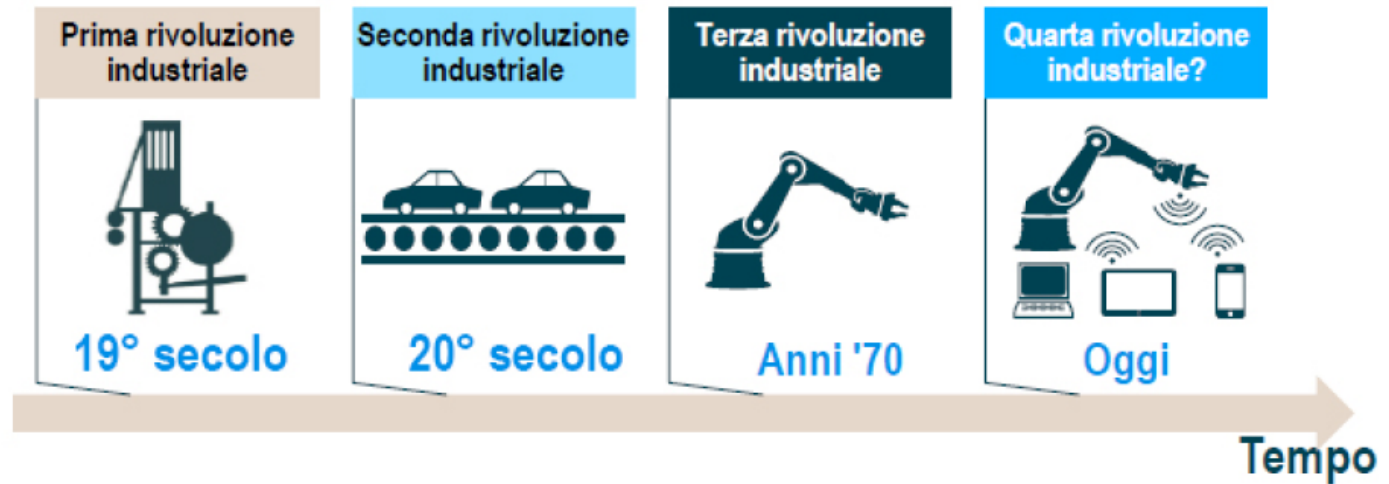 Prima rivoluzione
industriale
Seconda rivoluzione
industriale
Terza rivoluzione
industriale
Quarta rivoluzione
industriale?
19° secolo
20° secolo
Anni '70
Oggi
Tempo